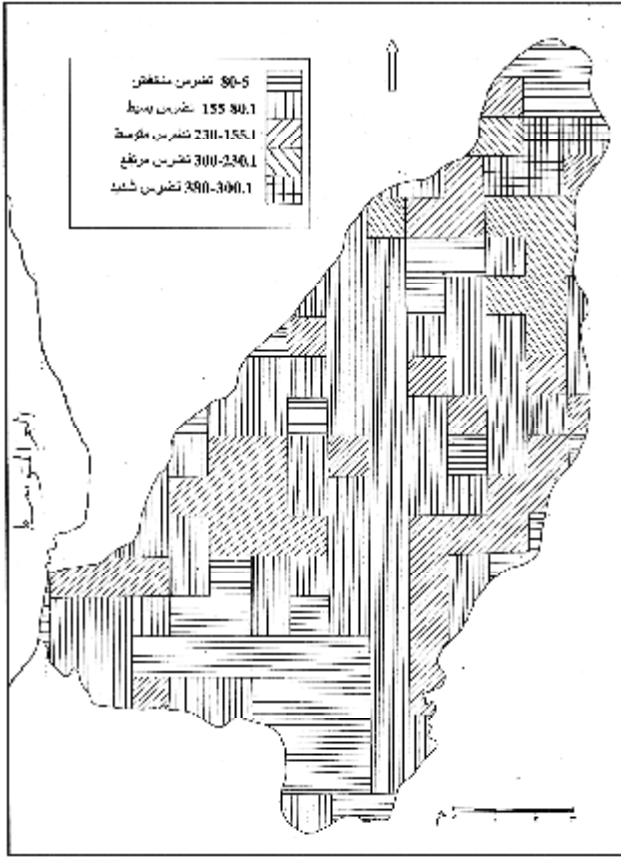 5-80 تضرس منخفض
80.1-155 تضرس بسيط
155.1-230 تضرس متوسط
230.1-300 تضرس مرتفع
300.1-380 تضرس شديد
البحر المتوسط